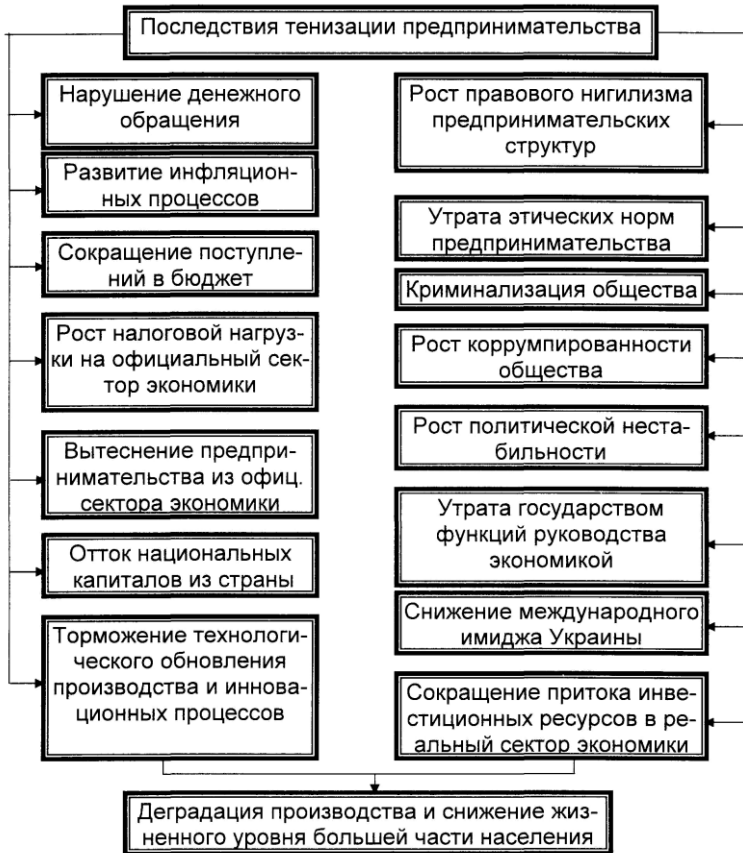 Последствия тенизации предпринимательства
Нарушение денежного
обращения
Развитие инфляцион-
ных процессов
Сокращение поступле-
ний в бюджет
Рост налоговой нагруз-
ки на официальный сек-
тор экономики
Вытеснение предпри-
нимательства из офиц.
сектора экономики
Отток национальных
капиталов из страны
Торможение технологи-
ческого обновления
производства и иннова-
ционных процессов
Рост правового нигилизма
предпринимательских
структур
Утрата этических норм
предпринимательства
Криминализация общества
Рост коррумпированности
общества
Рост политической неста-
бильности
Утрата государством
функций руководства
экономикой
Снижение международного
имиджа Украины
Сокращение притока инве-
стиционных ресурсов в ре-
альный сектор экономики
Деградация производства и снижение жиз-
ненного уровня большей части населения